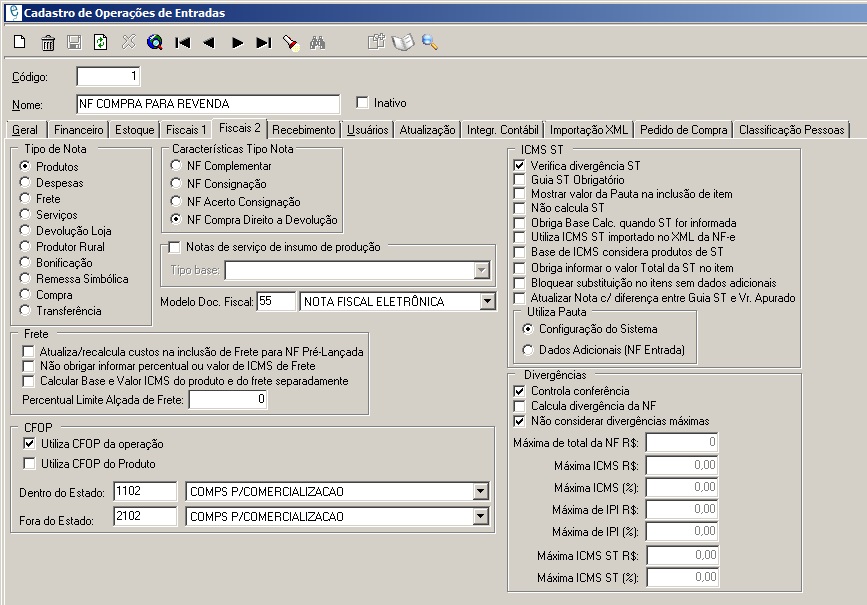 Cadastro de Operações de Entradas
Código: 1
Nome: NF COMPRA PARA REVENDA Inativo
Geral Financeiro Estoque Fiscais 1 Fiscais 2 Recebimento Usuários Atualização Integr. Contábil Importação XML Pedido de Compra Classificação Pessoas
Tipo de Nota
Produtos
Despesas
Frete
Serviços
Devolução Loja
Produtor Rural
Bonificação
Remessa Simbólica
Compra
Transferência
Características Tipo Nota
NF Complementar
NF Consignação
NF Acerto Consignação
NF Compra Direito a Devolução
Notas de serviço de insumo de produção
Tipo base:
Modelo Doc. Fiscal: 55 NOTA FISCAL ELETRÔNICA
Frete
Atualiza/recalcula custos na inclusão de Frete para NF Pré-Lançada
Não obrigar informar percentual ou valor de ICMS de Frete
Calcular Base e Valor ICMS do produto e do frete separadamente
Percentual Limite Alçada de Frete: 0
CFOP
Utiliza CFOP da operação
Utiliza CFOP do Produto
Dentro do Estado: 1102 COMPS P/COMERCIALIZACAO
Fora do Estado: 2102 COMPS P/COMERCIALIZACAO
ICMS ST
Verifica divergência ST
Guia ST Obrigatório
Mostrar valor da Pauta na inclusão de item
Não calcula ST
Obriga Base Calc. quando ST for informada
Utiliza ICMS ST importado no XML da NF-e
Base de ICMS considera produtos de ST
Obriga informar o valor Total da ST no item
Bloquear substituição no itens sem dados adicionais
Atualizar Nota c/ diferença entre Guia ST e Vr. Apurado
Utiliza Pauta
Configuração do Sistema
Dados Adicionais (NF Entrada)
Divergências
Controla conferência
Calcula divergência da NF
Não considerar divergências máximas
Máxima de total da NF R$: 0
Máxima ICMS R$: 0,00
Máxima ICMS (%): 0,00
Máxima de IPI R$: 0,00
Máxima de IPI (%): 0,00
Máxima ICMS ST R$: 0,00
Máxima ICMS ST (%): 0,00